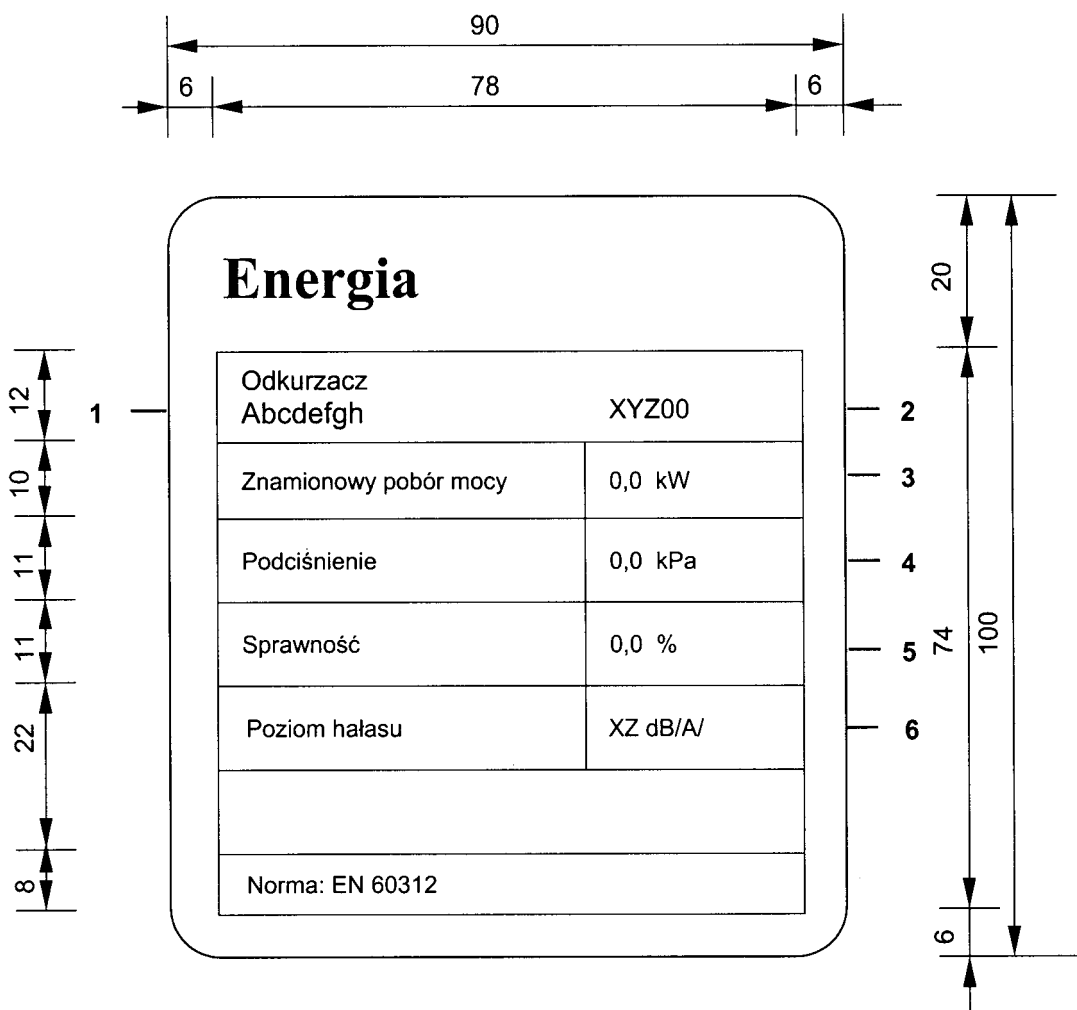 90
6 78 6
Energia
20
12
1
Odkurzacz
Abcdefgh XYZ00
2
10
Znamionowy pobór mocy 0,0 kW
3
11
Podciśnienie 0,0 kPa
4
11
Sprawność 0,0 %
5
74
100
22
Poziom hałasu XZ dB/A/
6
8
Norma: EN 60312
6